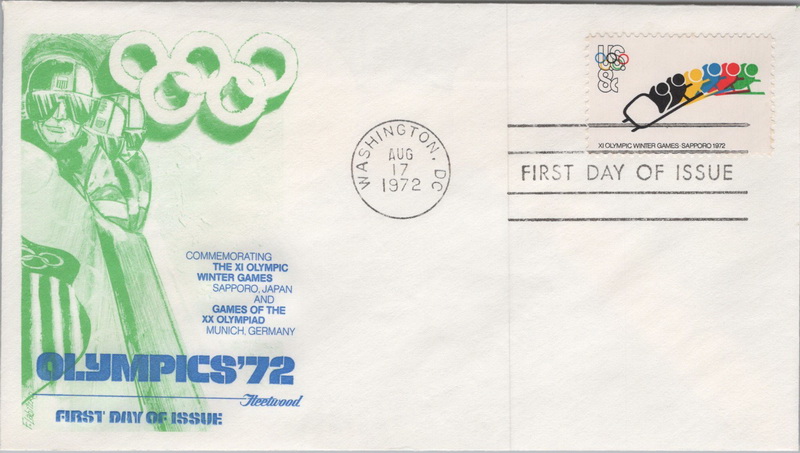 COMMEMORATING
THE XI OLYMPIC
WINTER GAMES
SAPPORO, JAPAN
AND
GAMES OF THE
XX OLYMPIAD
MUNICH, GERMANY
OLYMPICS'72
Fleetwood
FIRST DAY OF ISSUE
WASHINGTON, DC
AUG
17
1972
US
8c
XI OLYMPIC WINTER GAMES·SAPPORO 1972
FIRST DAY OF ISSUE